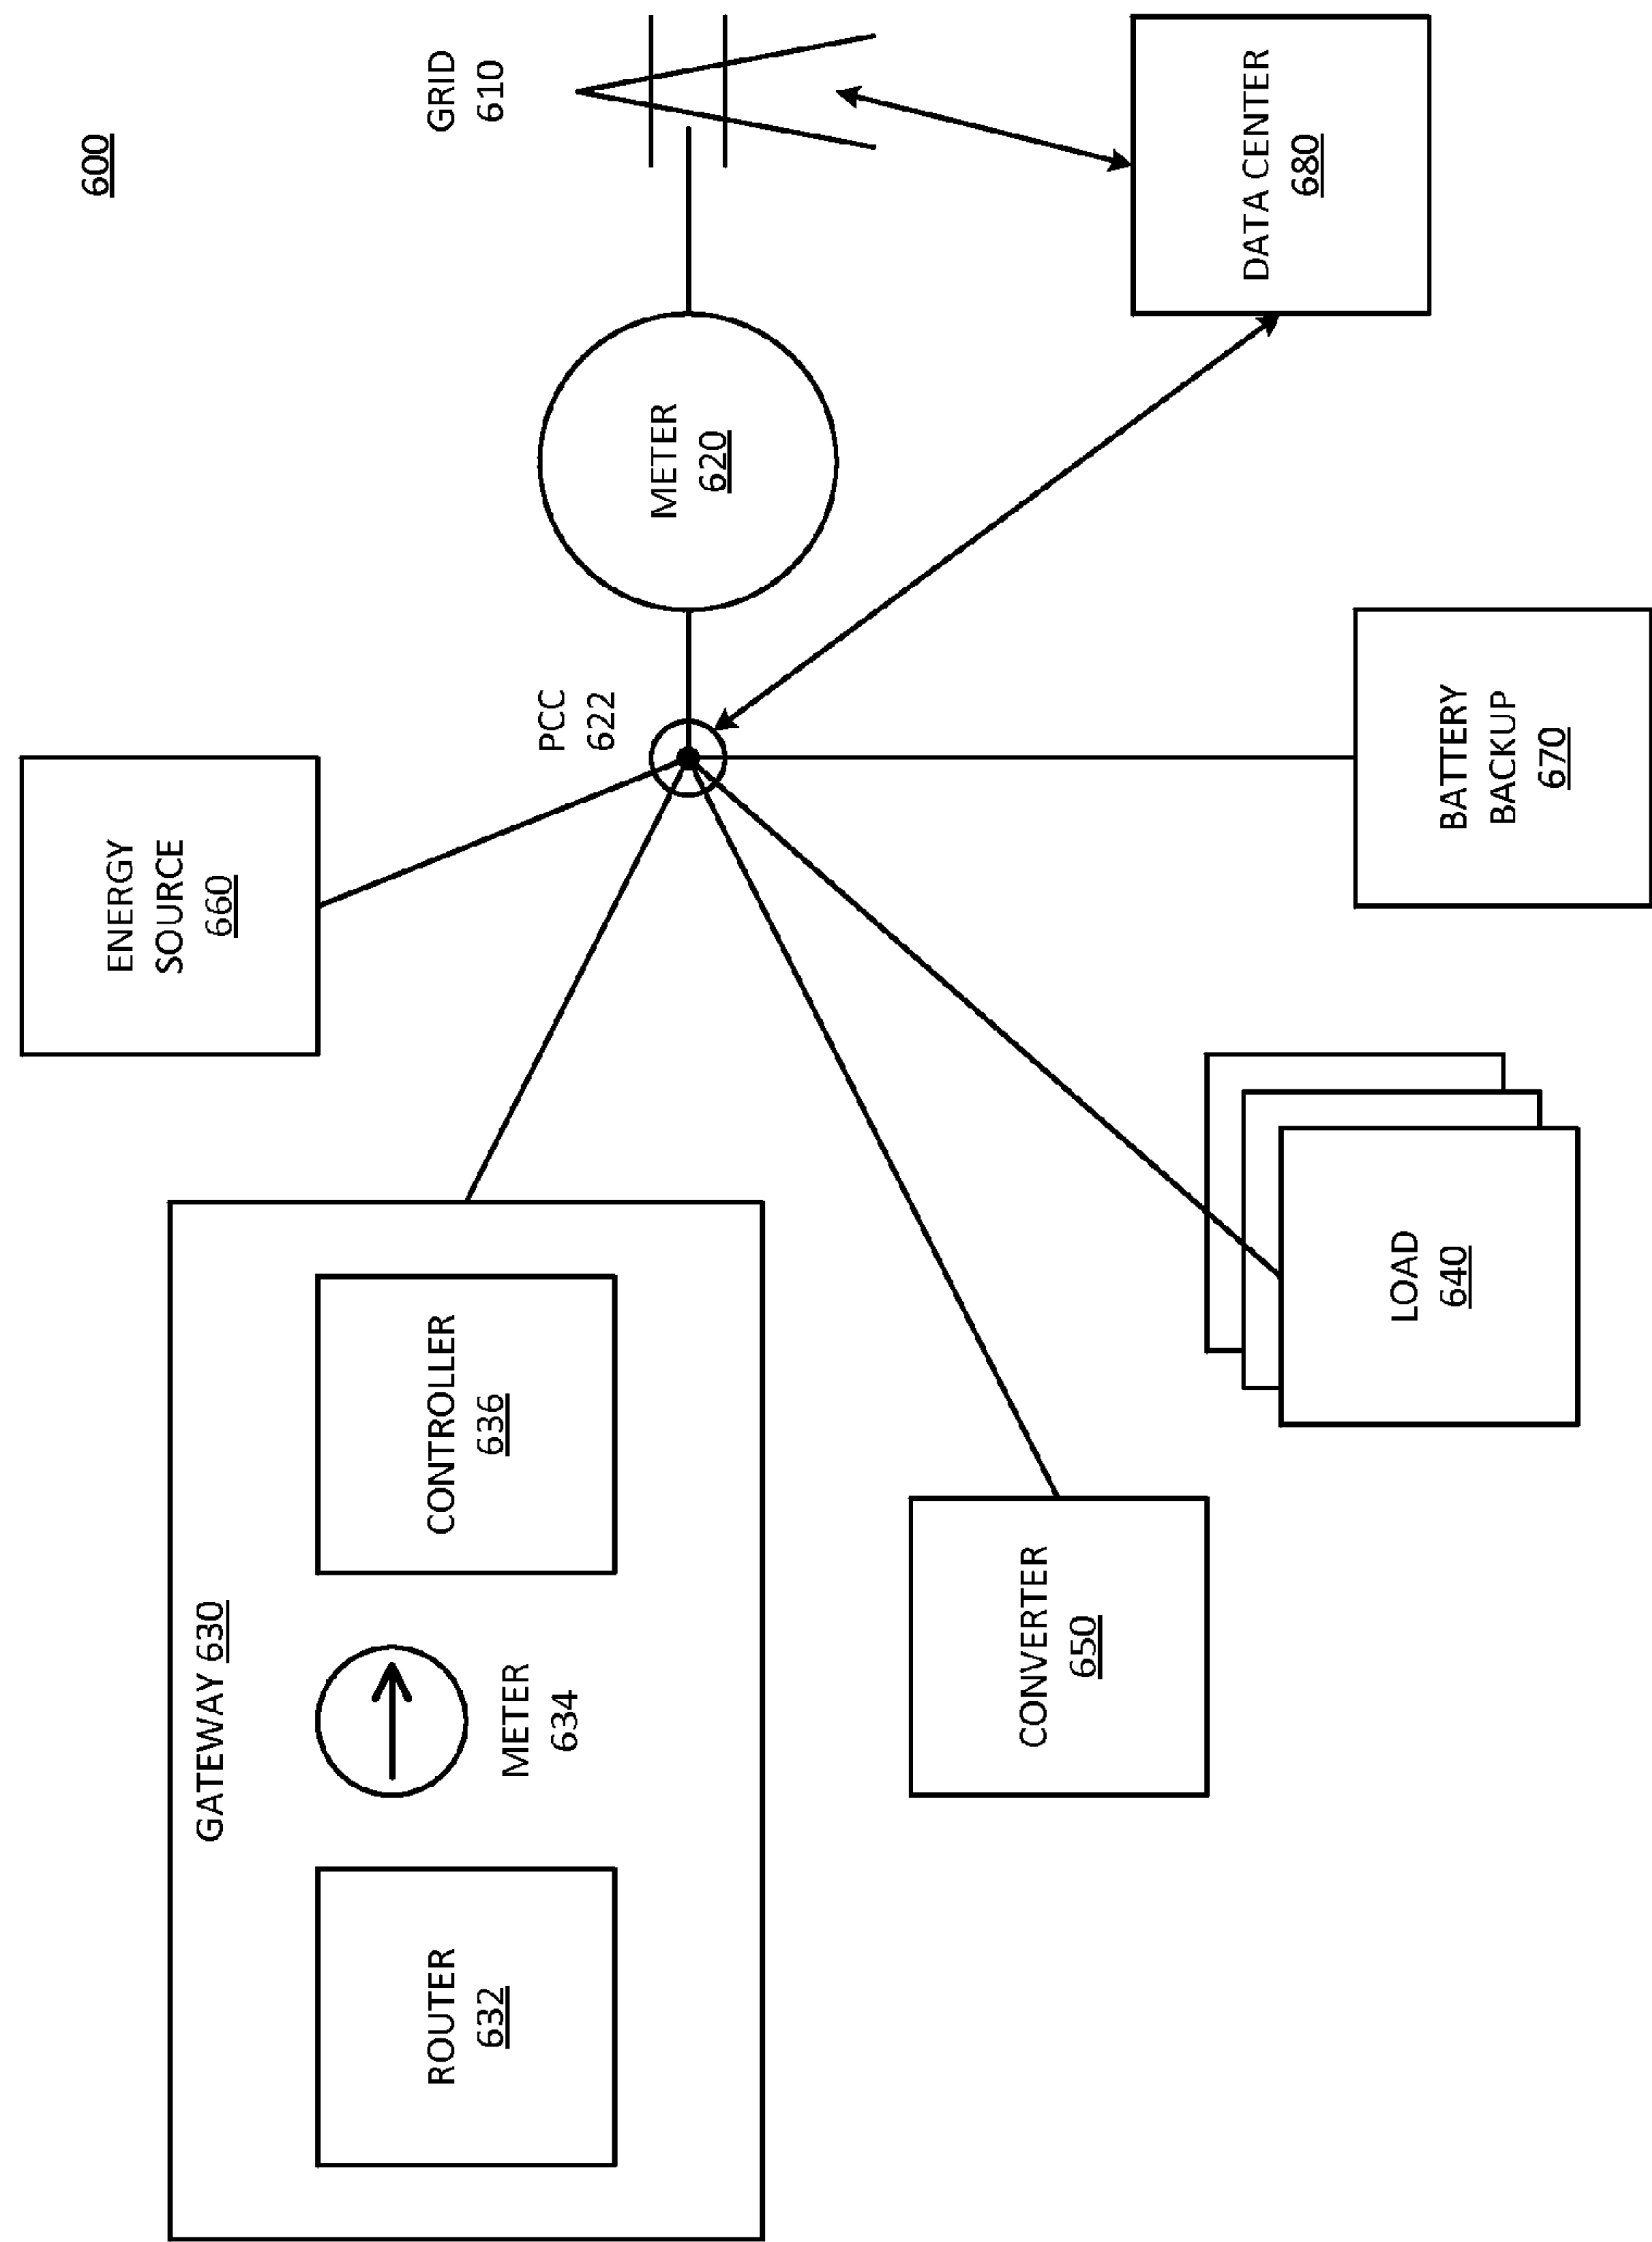 600
GRID
610
METER
620
PCC
622
DATA CENTER
680
ENERGY
SOURCE
660
BATTERY
BACKUP
670
GATEWAY 630
CONTROLLER
636
METER
634
ROUTER
632
LOAD
640
CONVERTER
650